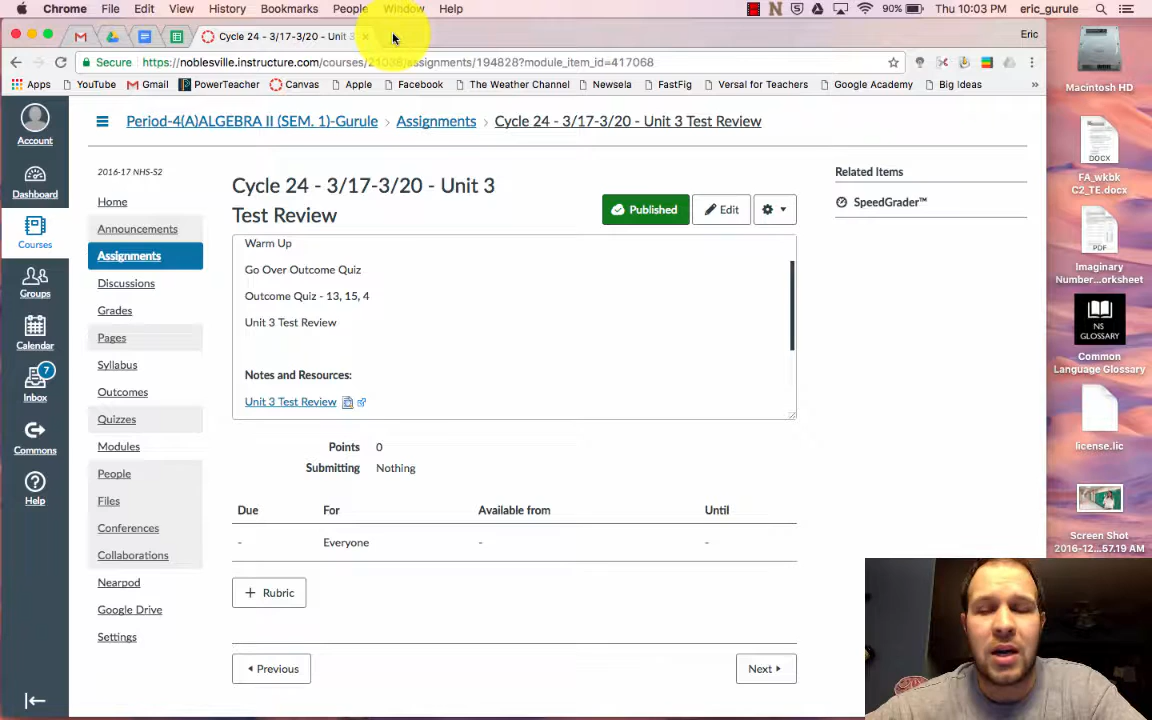 Chrome File Edit View History Bookmarks People Window Help 90% Thu 10:03 PM eric_gurule
Cycle 24 - 3/17-3/20 - Unit 3 Eric
Secure https://noblesville.instructure.com/courses/21038/assignments/194828?module_item_id=417068
Apps YouTube Gmail PowerTeacher Canvas Apple Facebook The Weather Channel Newsela FastFig Versal for Teachers Google Academy Big Ideas »
Macintosh HD
Account
Period-4(A)ALGEBRA II (SEM. 1)-Gurule › Assignments › Cycle 24 - 3/17-3/20 - Unit 3 Test Review
DOCX
FA_wkbk
C2_TE.docx
2016-17 NHS-S2
Related Items
SpeedGrader™
Dashboard
Courses
Groups
Calendar
7
Inbox
Commons
Help
Home
Announcements
Assignments
Discussions
Grades
Pages
Syllabus
Outcomes
Quizzes
Modules
People
Files
Conferences
Collaborations
Nearpod
Google Drive
Settings
Cycle 24 - 3/17-3/20 - Unit 3
Test Review
Published Edit
Warm Up
Go Over Outcome Quiz
Outcome Quiz - 13, 15, 4
Unit 3 Test Review
Notes and Resources:
Unit 3 Test Review
Points 0
Submitting Nothing
Due For Available from Until
- Everyone - -
+ Rubric
Previous Next
PDF
Imaginary
Number...orksheet
NS
GLOSSARY
Common
Language Glossary
license.lic
Screen Shot
2016-12...57.19 AM